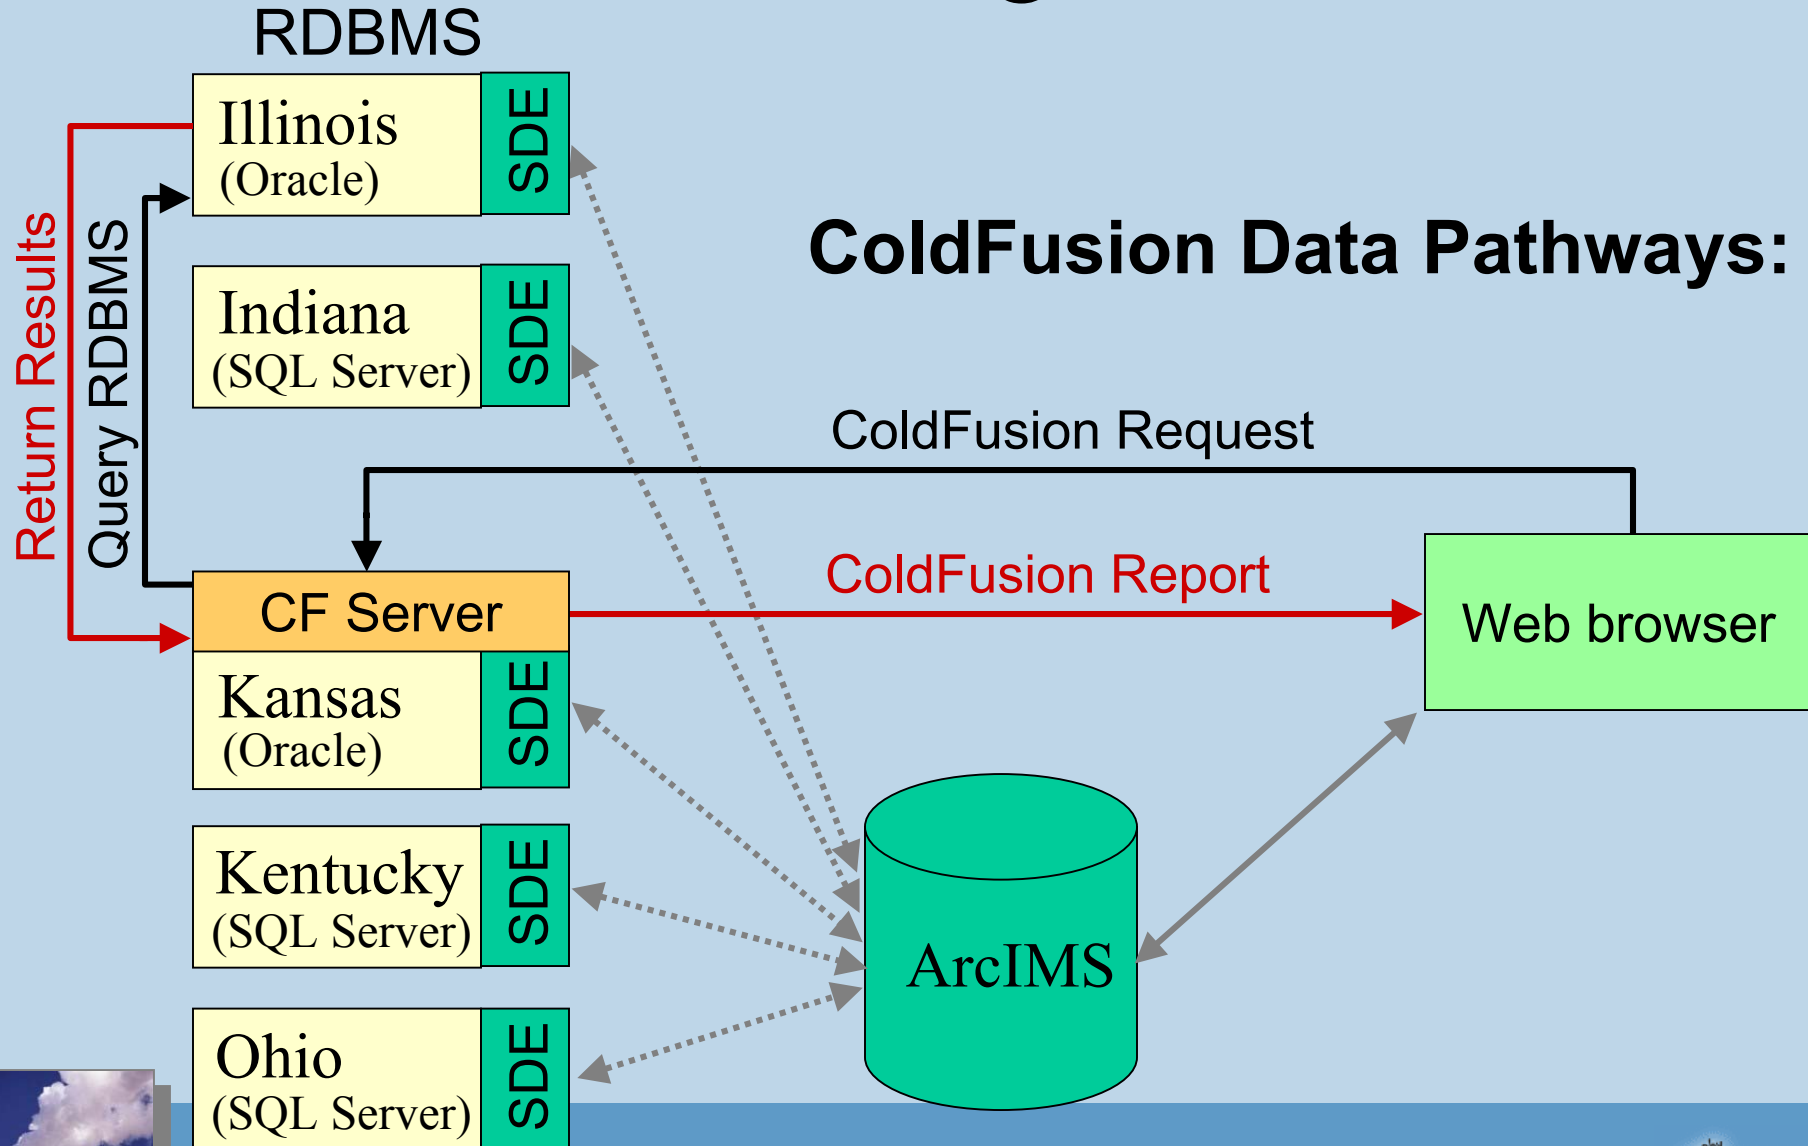 RDBMS
Illinois
(Oracle)
SDE
Indiana
(SQL Server)
SDE
ColdFusion Data Pathways:
Return Results
Query RDBMS
ColdFusion Request
ColdFusion Report
CF Server
Web browser
Kansas
(Oracle)
SDE
Kentucky
(SQL Server)
SDE
ArcIMS
Ohio
(SQL Server)
SDE